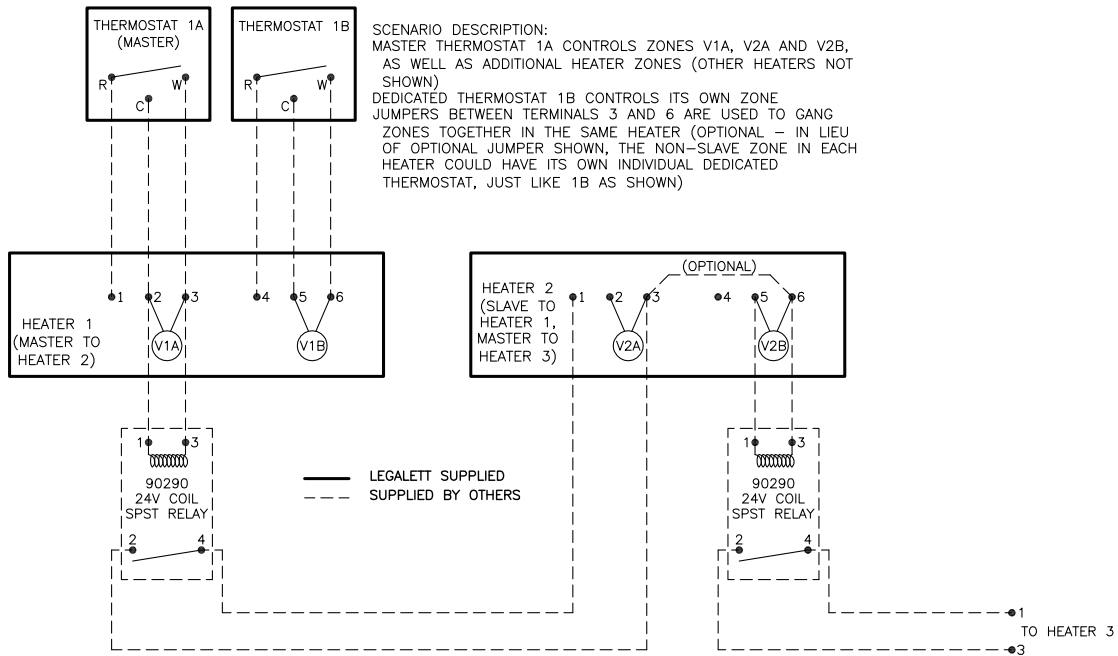 THERMOSTAT 1A
(MASTER)
R
W
C
THERMOSTAT 1B
R
W
C
SCENARIO DESCRIPTION:
MASTER THERMOSTAT 1A CONTROLS ZONES V1A, V2A AND V2B,
AS WELL AS ADDITIONAL HEATER ZONES (OTHER HEATERS NOT
SHOWN)
DEDICATED THERMOSTAT 1B CONTROLS ITS OWN ZONE
JUMPERS BETWEEN TERMINALS 3 AND 6 ARE USED TO GANG
ZONES TOGETHER IN THE SAME HEATER (OPTIONAL – IN LIEU
OF OPTIONAL JUMPER SHOWN, THE NON–SLAVE ZONE IN EACH
HEATER COULD HAVE ITS OWN INDIVIDUAL DEDICATED
THERMOSTAT, JUST LIKE 1B AS SHOWN)
HEATER 1
(MASTER TO
HEATER 2)
1
2
3
4
5
6
V1A
V1B
HEATER 2
(SLAVE TO
HEATER 1,
MASTER TO
HEATER 3)
(OPTIONAL)
1
2
3
4
5
6
V2A
V2B
1
3
90290
24V COIL
SPST RELAY
2
4
LEGALETT SUPPLIED
SUPPLIED BY OTHERS
1
3
90290
24V COIL
SPST RELAY
2
4
1
TO HEATER 3
3